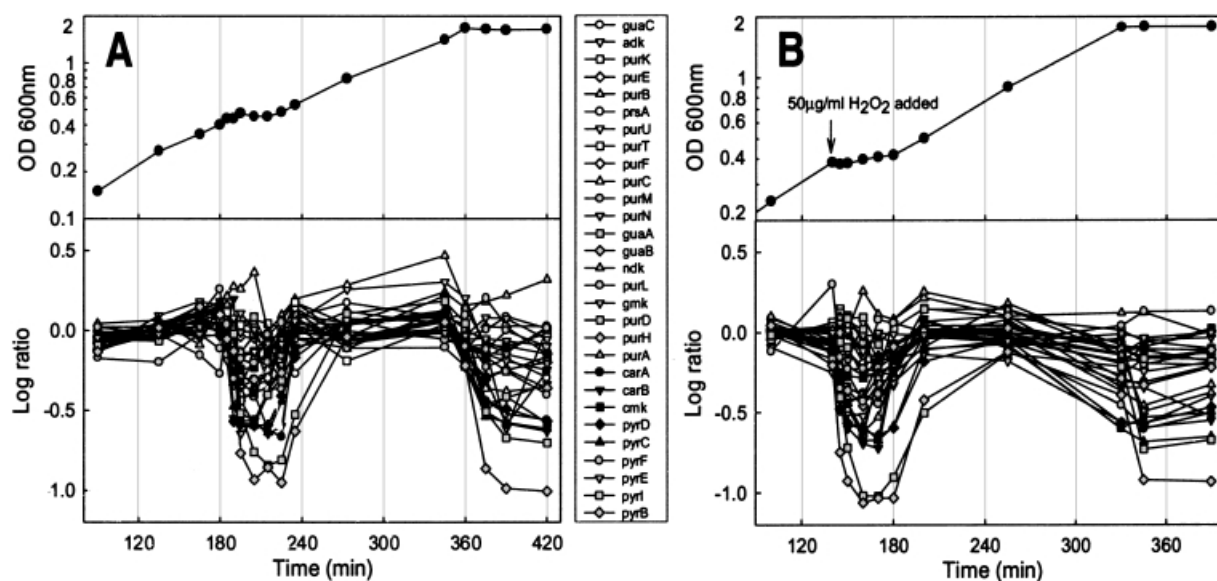 A
OD 600nm
2
1
0.8
0.6
0.4
0.2
0.1
Log ratio
0.5
0.0
-0.5
-1.0
120 180 240 300 360 420
Time (min)
guaC
adk
purK
purE
purB
prsA
purU
purT
purF
purC
purM
purN
guaA
guaB
ndk
purL
gmk
purD
purH
purA
carA
carB
cmk
pyrD
pyrC
pyrF
pyrE
pyrI
pyrB
B
50µg/ml H₂O₂ added
OD 600nm
2
1
0.8
0.6
0.4
0.2
Log ratio
0.5
0.0
-0.5
-1.0
120 180 240 300 360
Time (min)